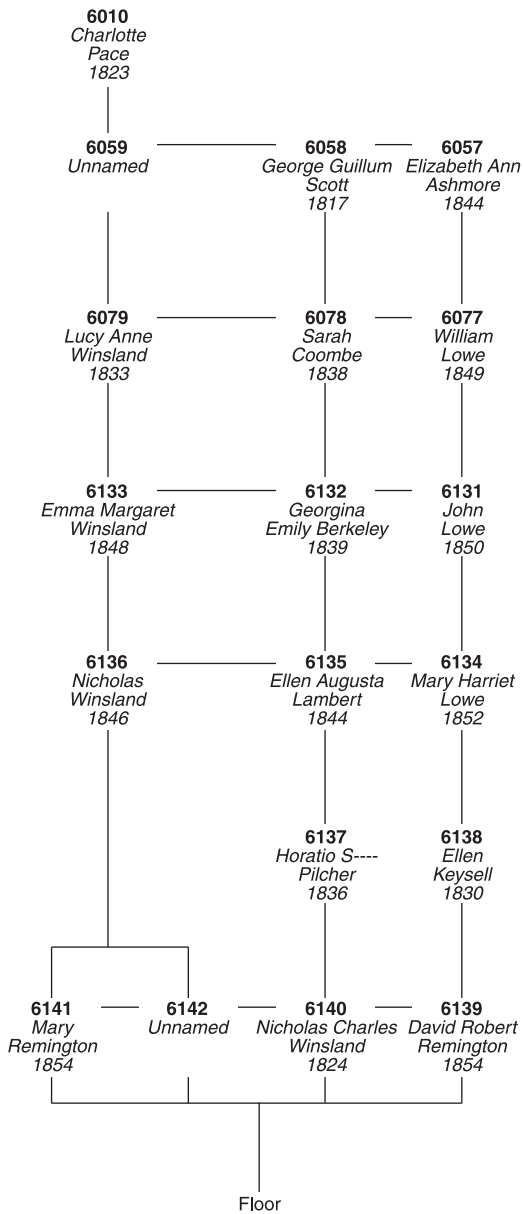 6010
Charlotte
Pace
1823
6059
Unnamed
6058
George Guillum
Scott
1817
6057
Elizabeth Ann
Ashmore
1844
6079
Lucy Anne
Winsland
1833
6078
Sarah
Coombe
1838
6077
William
Lowe
1849
6133
Emma Margaret
Winsland
1848
6132
Georgina
Emily Berkeley
1839
6131
John
Lowe
1850
6136
Nicholas
Winsland
1846
6135
Ellen Augusta
Lambert
1844
6134
Mary Harriet
Lowe
1852
6137
Horatio S----
Pilcher
1836
6138
Ellen
Keysell
1830
6141
Mary
Remington
1854
6142
Unnamed
6140
Nicholas Charles
Winsland
1824
6139
David Robert
Remington
1854
Floor